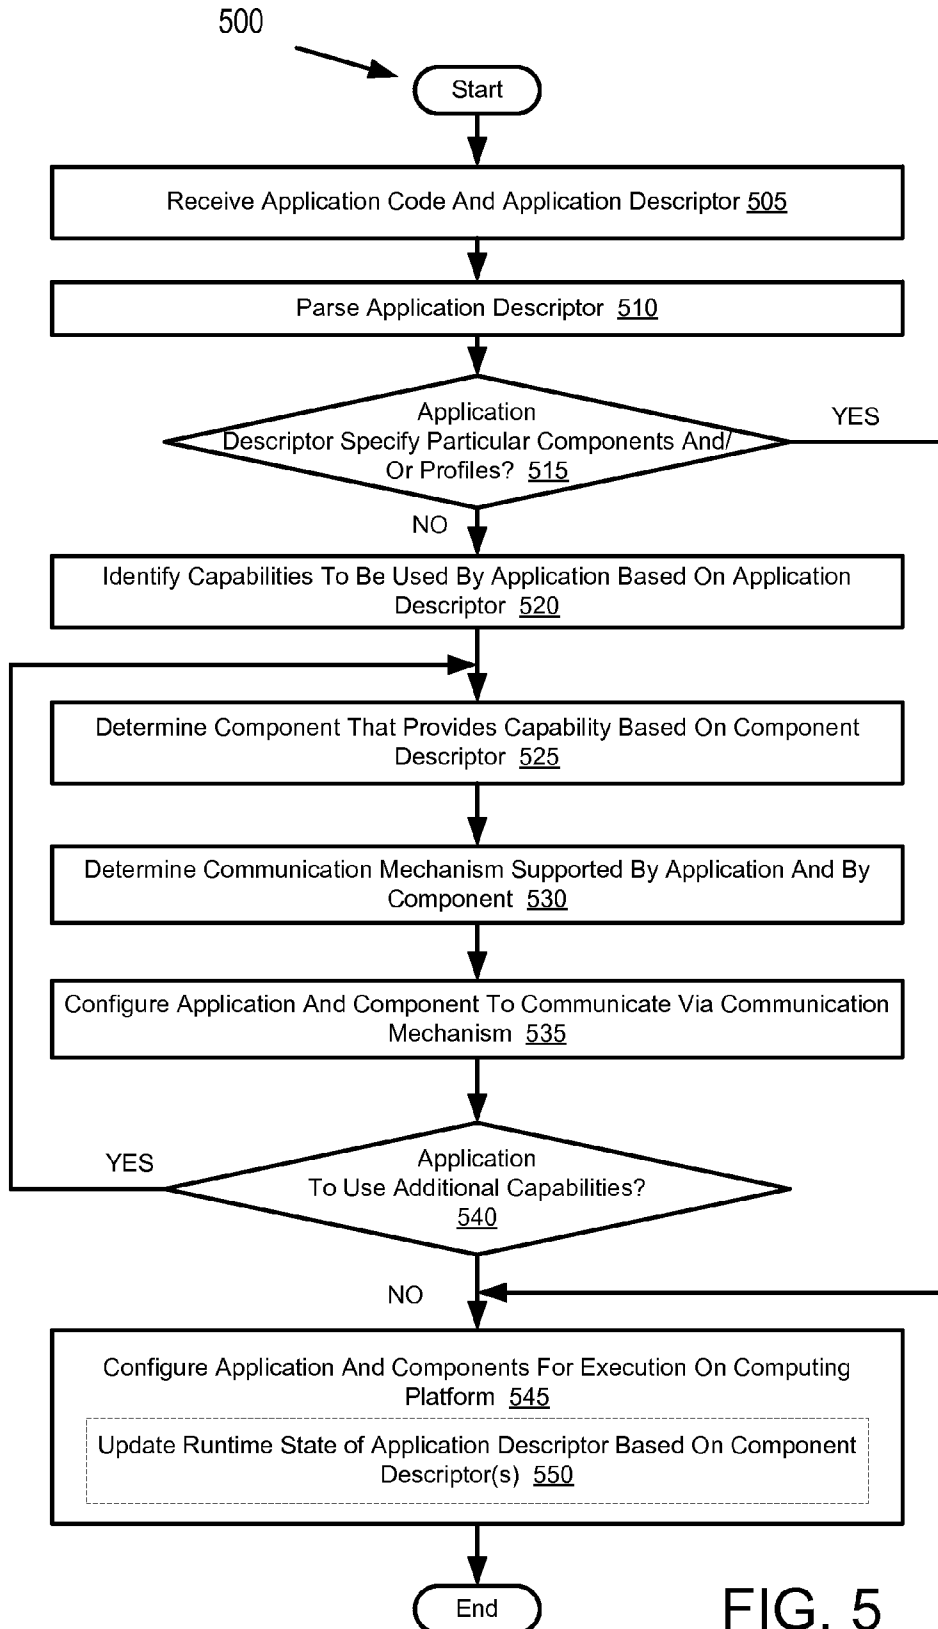 500
Start
Receive Application Code And Application Descriptor 505
Parse Application Descriptor 510
Application
Descriptor Specify Particular Components And/
Or Profiles? 515
YES
NO
Identify Capabilities To Be Used By Application Based On Application
Descriptor 520
Determine Component That Provides Capability Based On Component
Descriptor 525
Determine Communication Mechanism Supported By Application And By
Component 530
Configure Application And Component To Communicate Via Communication
Mechanism 535
YES
Application
To Use Additional Capabilities?
540
NO
Configure Application And Components For Execution On Computing
Platform 545
Update Runtime State of Application Descriptor Based On Component
Descriptor(s) 550
End
FIG. 5